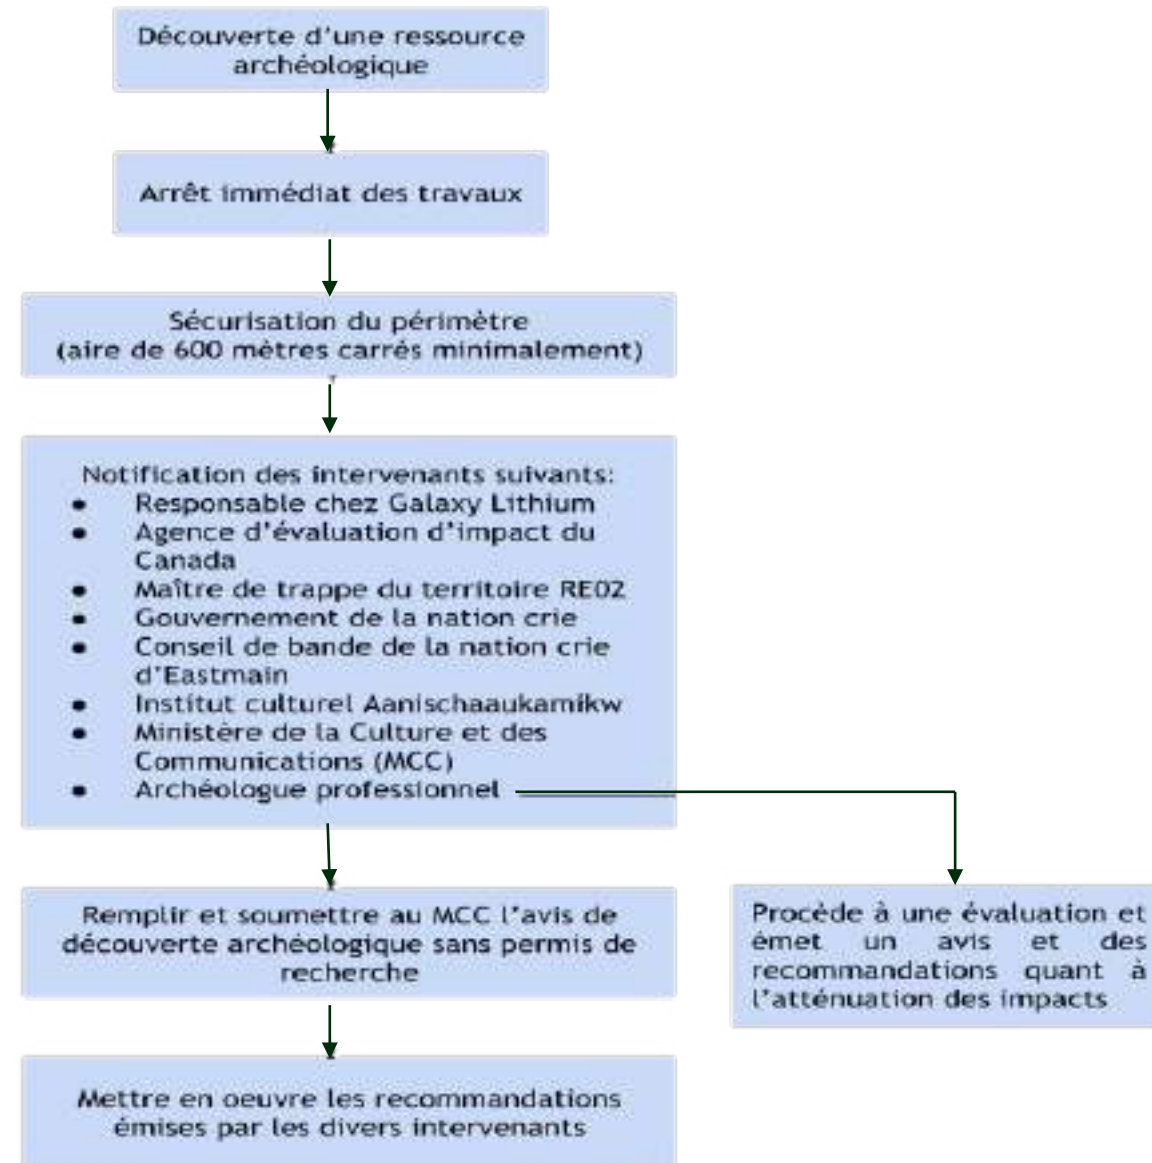 Découverte d'une ressource
archéologique
Arrêt immédiat des travaux
Sécurisation du périmètre
(aire de 600 mètres carrés minimalement)
Notification des intervenants suivants:
● Responsable chez Galaxy Lithium
● Agence d'évaluation d'impact du
Canada
● Maître de trappe du territoire RE02
● Gouvernement de la nation crie
● Conseil de bande de la nation crie
d'Eastmain
● Institut culturel Aanischaaukamikw
● Ministère de la Culture et des
Communications (MCC)
● Archéologue professionnel
Remplir et soumettre au MCC l'avis de
découverte archéologique sans permis de
recherche
Procède à une évaluation et
émet un avis et des
recommandations quant à
l'atténuation des impacts
Mettre en oeuvre les recommandations
émises par les divers intervenants